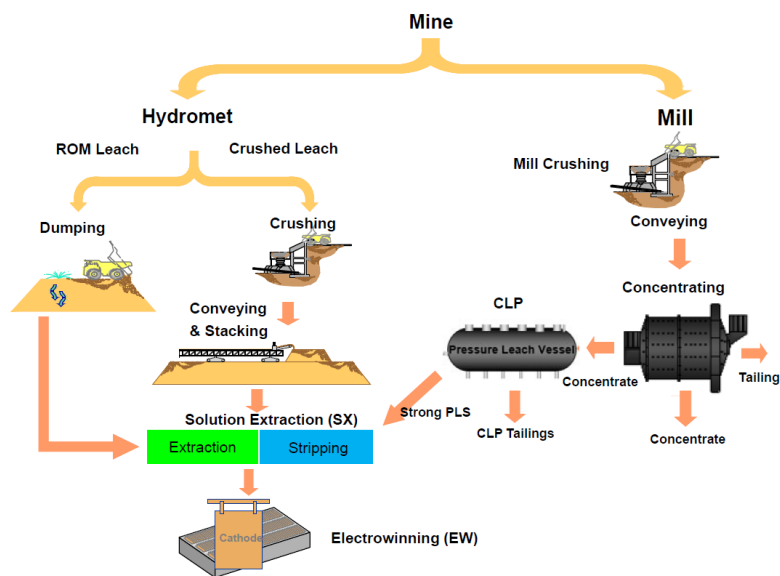 Mine
Hydromet
Mill
ROM Leach
Crushed Leach
Mill Crushing
Dumping
Crushing
Conveying
Concentrating
Conveying
& Stacking
CLP
Pressure Leach Vessel
Concentrate
Tailing
Strong PLS
CLP Tailings
Concentrate
Solution Extraction (SX)
Extraction
Stripping
Cathode
Electrowinning (EW)